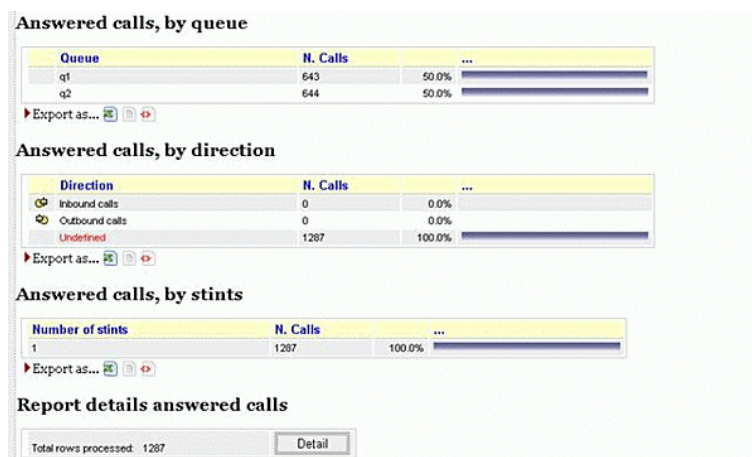 Answered calls, by queue
Queue N. Calls ...
q1 643 50.0%
q2 644 50.0%
Export as...
Answered calls, by direction
Direction N. Calls ...
Inbound calls 0 0.0%
Outbound calls 0 0.0%
Undefined 1287 100.0%
Export as...
Answered calls, by stints
Number of stints N. Calls ...
1 1287 100.0%
Export as...
Report details answered calls
Total rows processed: 1287 Detail